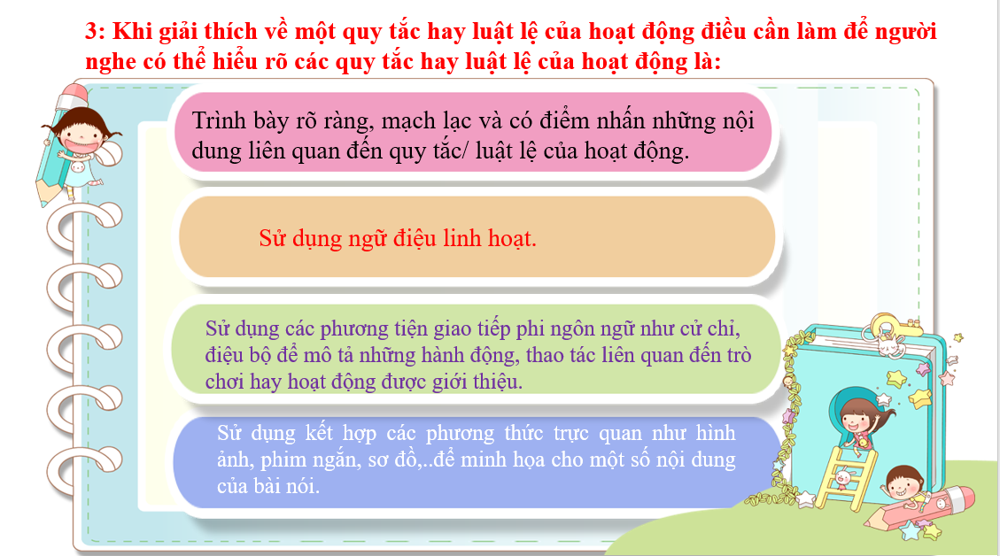 3: Khi giải thích về một quy tắc hay luật lệ của hoạt động điều cần làm để người
nghe có thể hiểu rõ các quy tắc hay luật lệ của hoạt động là:
Trình bày rõ ràng, mạch lạc và có điểm nhấn những nội
dung liên quan đến quy tắc/ luật lệ của hoạt động.
Sử dụng ngữ điệu linh hoạt.
Sử dụng các phương tiện giao tiếp phi ngôn ngữ như cử chỉ,
điệu bộ để mô tả những hành động, thao tác liên quan đến trò
chơi hay hoạt động được giới thiệu.
Sử dụng kết hợp các phương thức trực quan như hình
ảnh, phim ngắn, sơ đồ,..để minh họa cho một số nội dung
của bài nói.